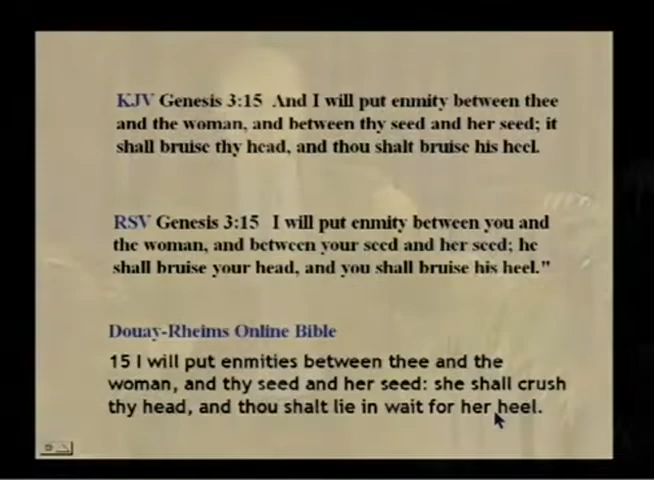 KJV Genesis 3:15 And I will put enmity between thee
and the woman, and between thy seed and her seed; it
shall bruise thy head, and thou shalt bruise his heel.
RSV Genesis 3:15 I will put enmity between you and
the woman, and between your seed and her seed; he
shall bruise your head, and you shall bruise his heel."
Douay-Rheims Online Bible
15 I will put enmities between thee and the
woman, and thy seed and her seed: she shall crush
thy head, and thou shalt lie in wait for her heel.